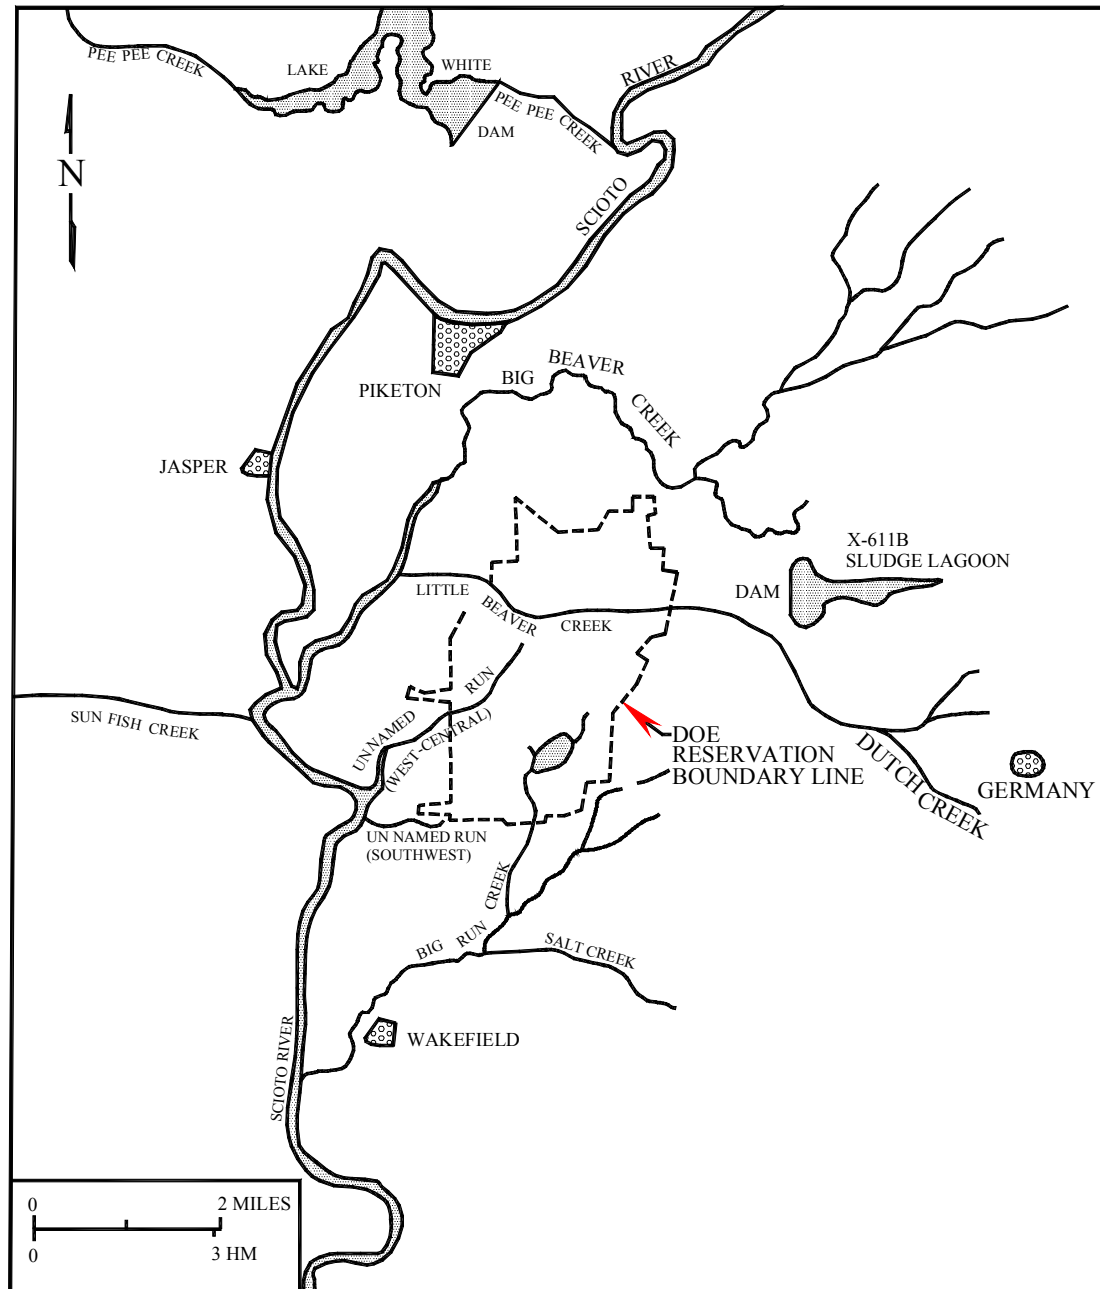 PEE PEE CREEK
LAKE
WHITE
DAM
PEE PEE CREEK
RIVER
N
SCIOTO
PIKETON
BIG
BEAVER
CREEK
JASPER
X-611B
SLUDGE LAGOON
DAM
LITTLE
BEAVER
CREEK
SUN FISH CREEK
UN NAMED
RUN
(WEST-CENTRAL)
DOE
RESERVATION
BOUNDARY LINE
DUTCH
CREEK
GERMANY
UN NAMED RUN
(SOUTHWEST)
CREEK
BIG
RUN
SALT CREEK
WAKEFIELD
SCIOTO RIVER
0
2 MILES
0
3 HM